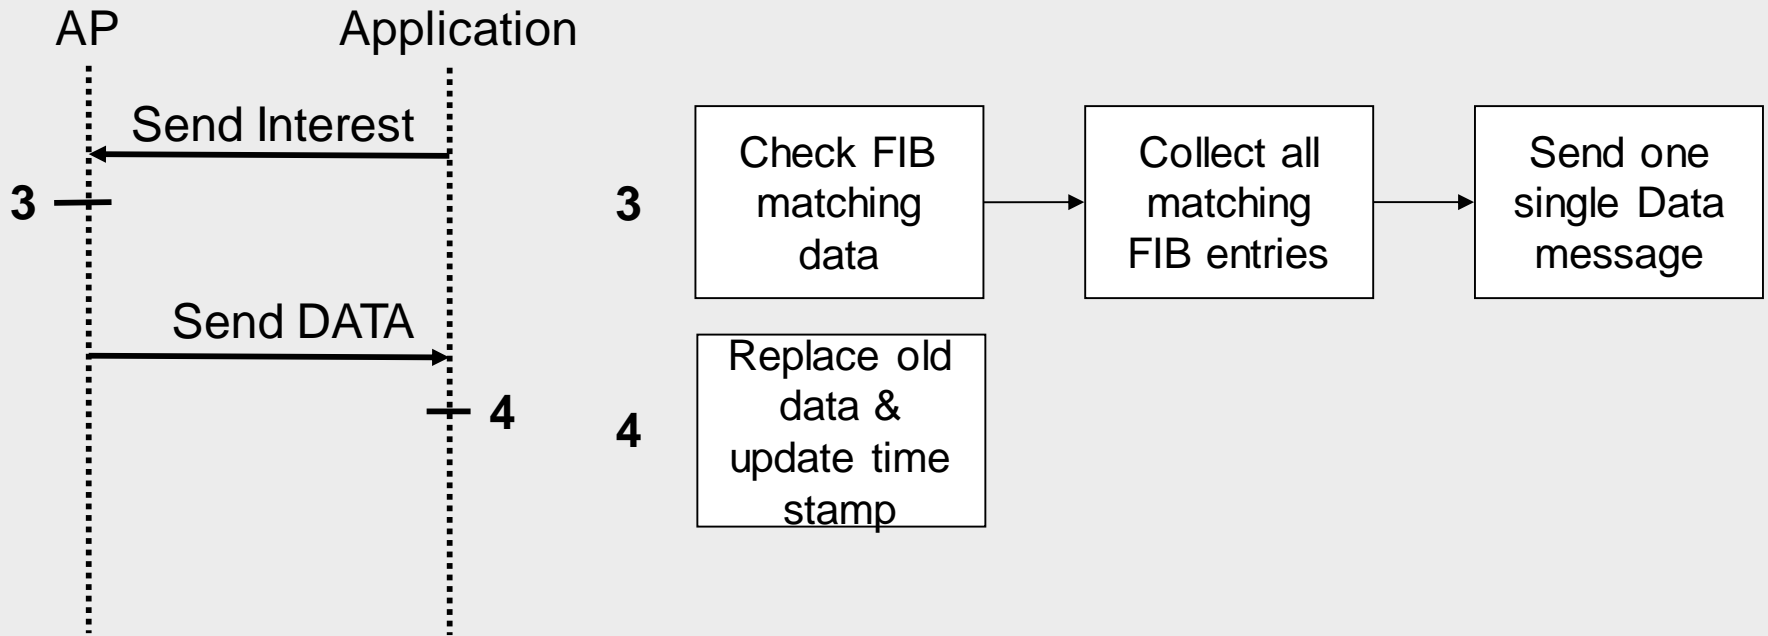 AP
Application
Send Interest
3
Send DATA
4
3
Check FIB
matching
data
Collect all
matching
FIB entries
Send one
single Data
message
4
Replace old
data &
update time
stamp